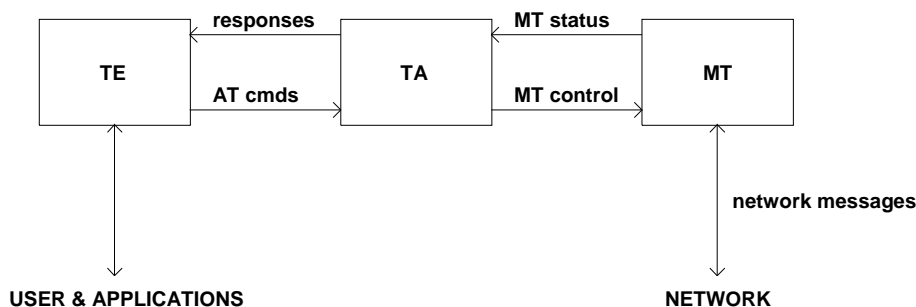 responses
MT status
TE
TA
MT
AT cmds
MT control
network messages
USER & APPLICATIONS
NETWORK